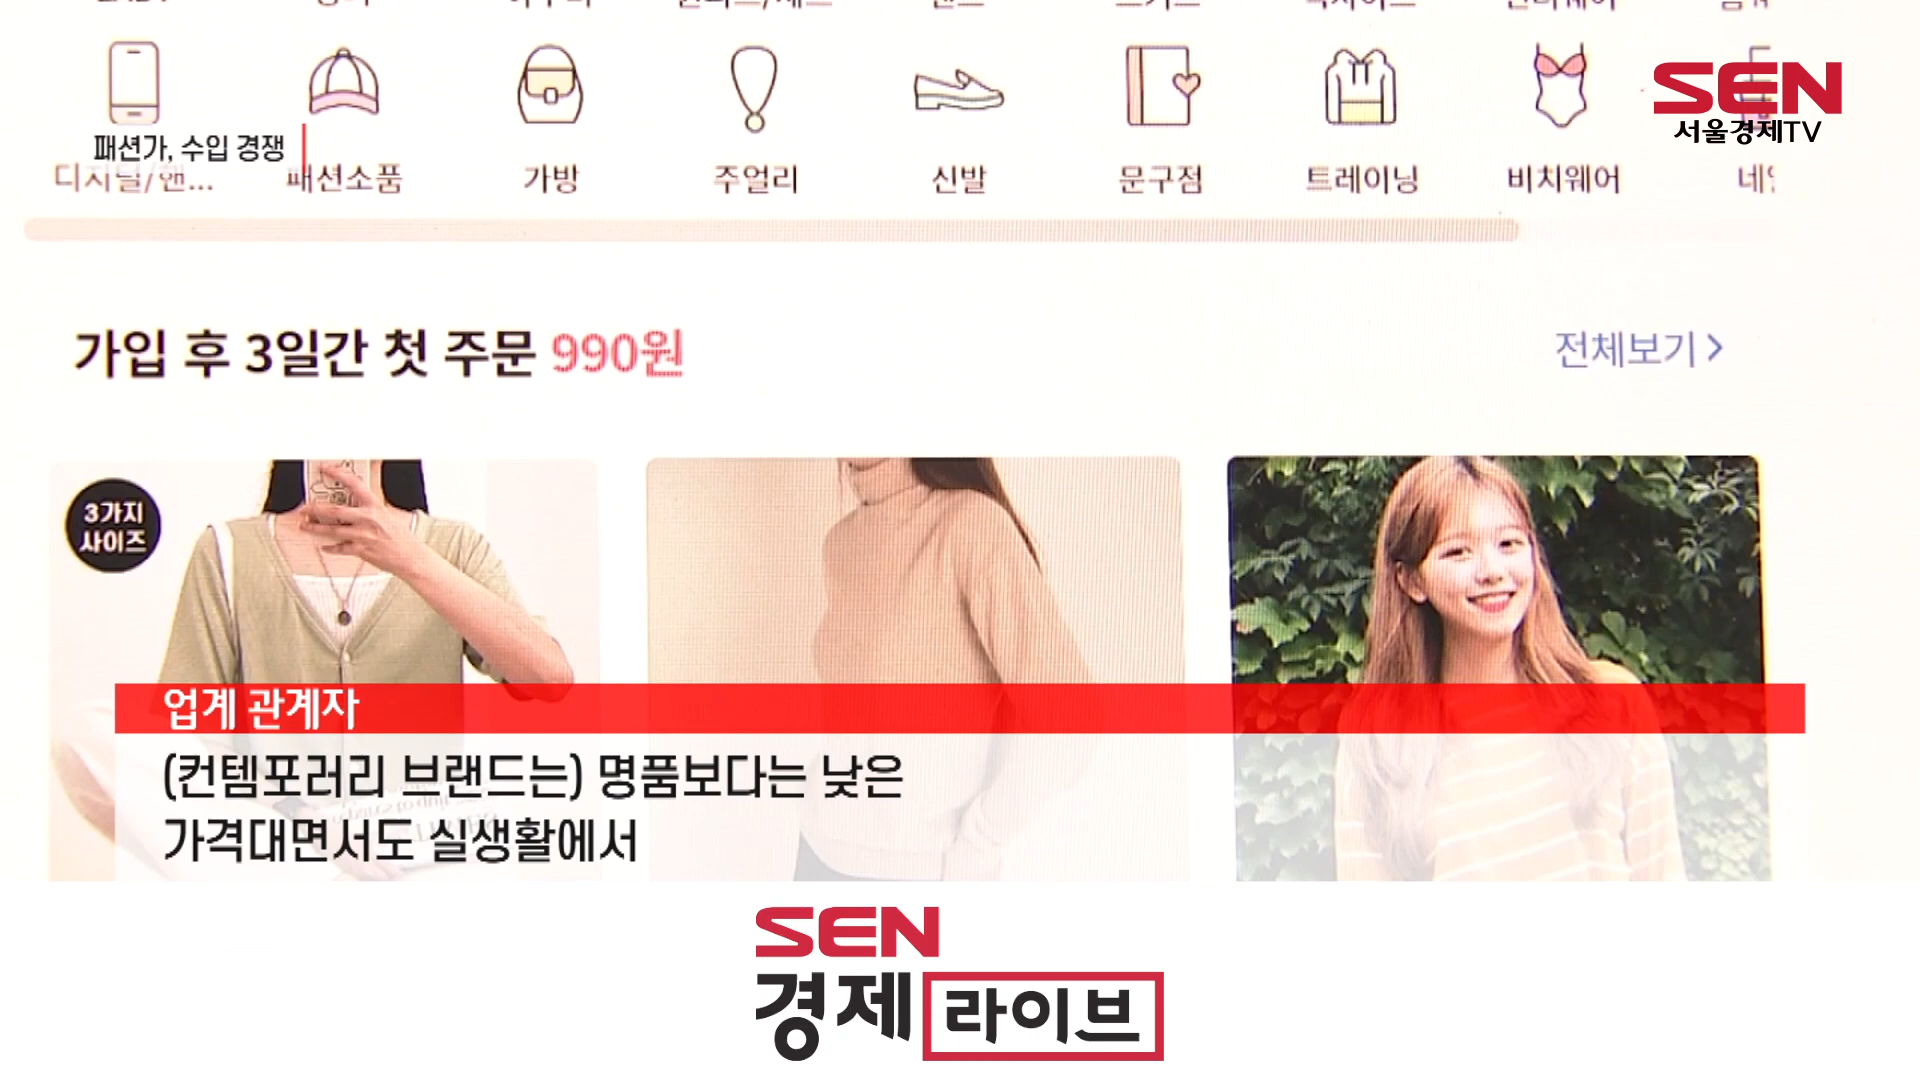 SEN
서울경제TV
패션가, 수입 경쟁
패션소품
가방
주얼리
신발
문구점
트레이닝
비치웨어
가입 후 3일간 첫 주문 990원
전체보기 >
3가지
사이즈
업계 관계자
(컨템포러리 브랜드는) 명품보다는 낮은
가격대면서도 실생활에서
SEN
경제 라이브